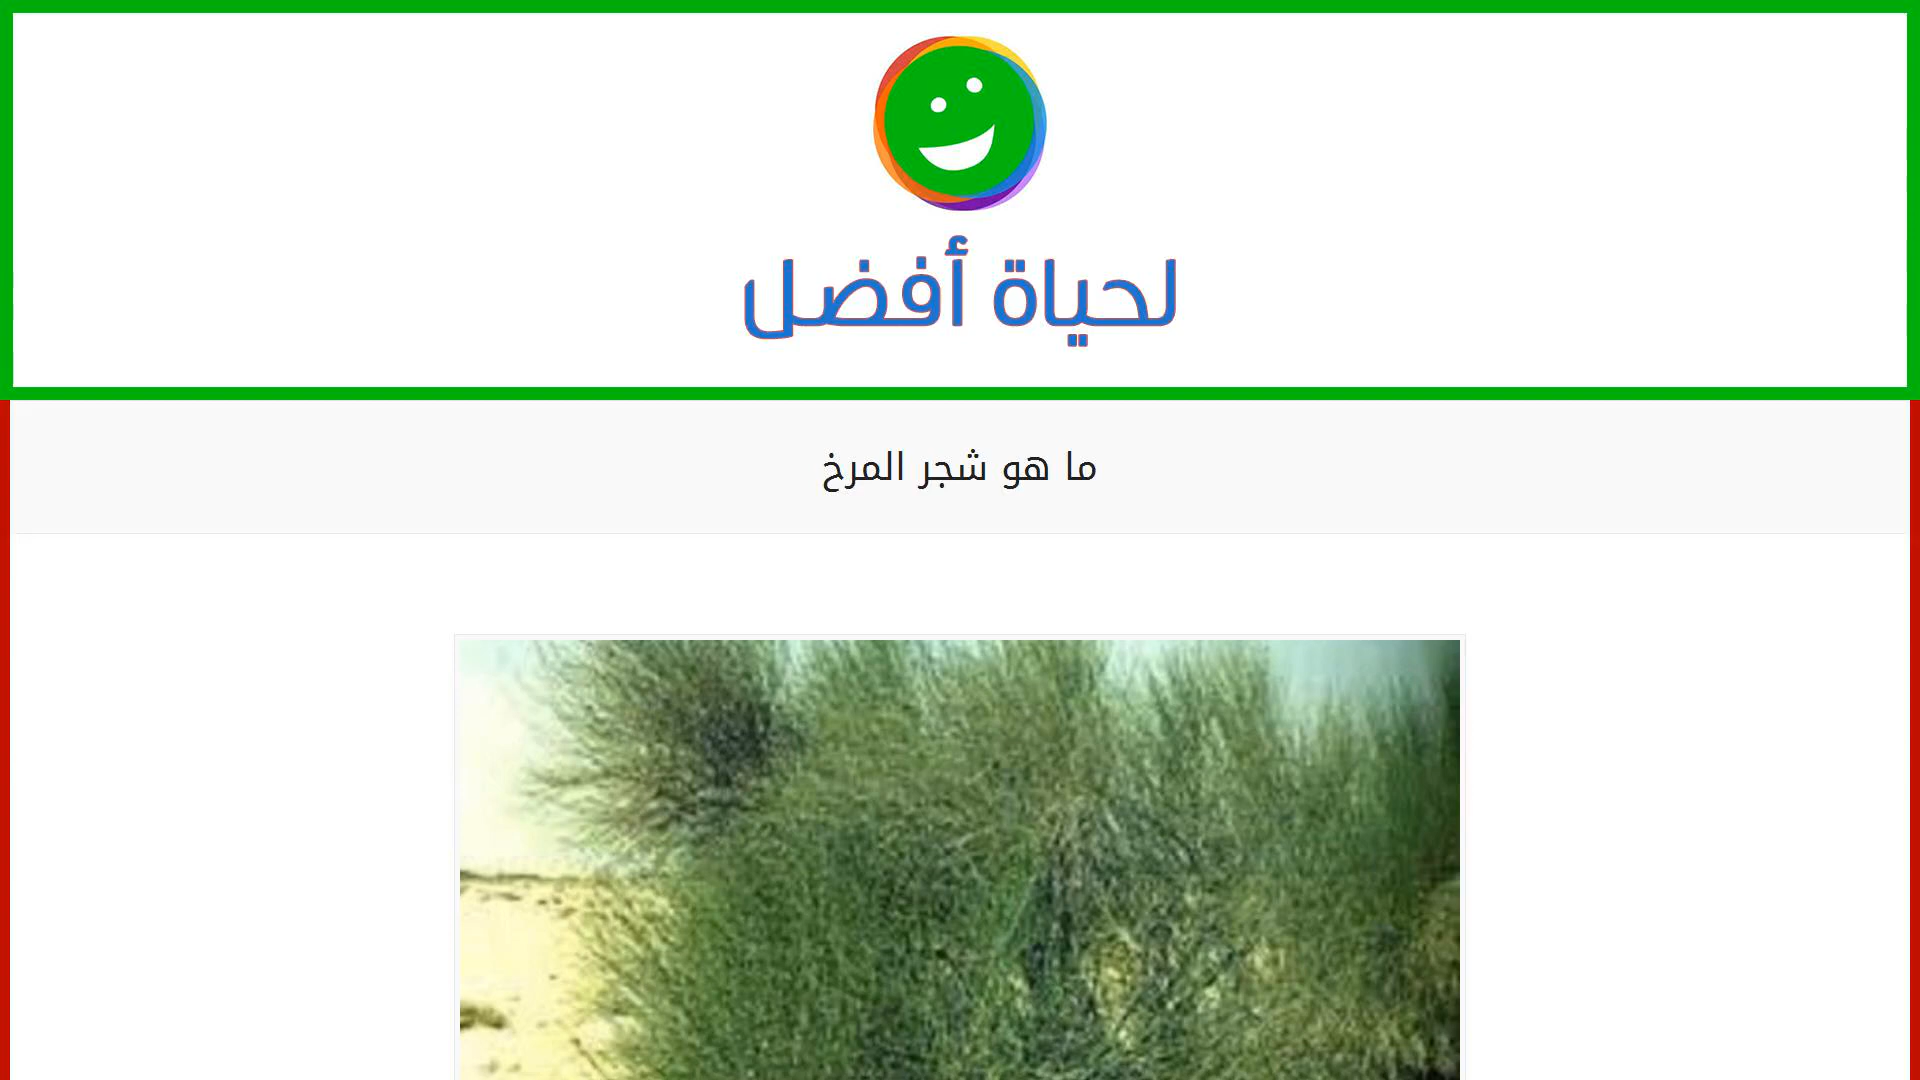 لحياة أفضل
ما هو شجر المرخ